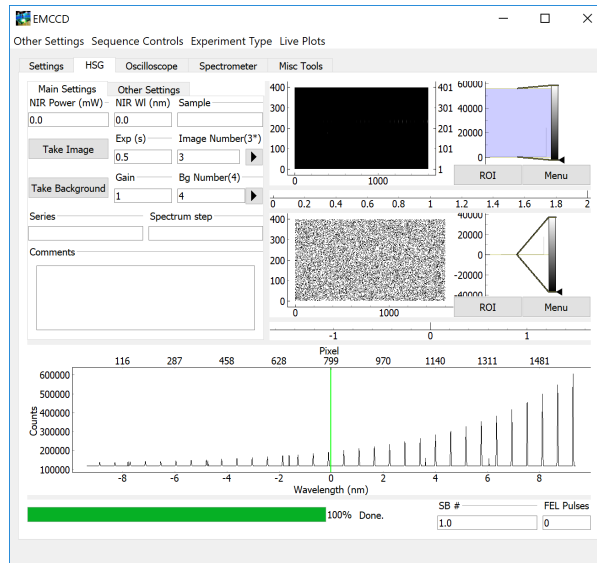 EMCCD
Other Settings Sequence Controls Experiment Type Live Plots
Settings HSG Oscilloscope Spectrometer Misc Tools
Main Settings Other Settings
NIR Power (mW) NIR Wl (nm) Sample
0.0 0.0
Take Image
Exp (s) Image Number(3*)
0.5 3
Take Background
Gain Bg Number(4)
1 4
Series Spectrum step
Comments
400 401 60000
300 301 40000
200 201 20000
100 101 0
0 1
0 1000
ROI Menu
0 0.2 0.4 0.6 0.8 1 1.2 1.4 1.6 1.8 2
400 40000
300 20000
200 0
100 -20000
0 -40000
0 1000
ROI Menu
-1 0 1
Pixel
116 287 458 628 799 970 1140 1311 1481
600000
500000
400000
300000
200000
100000
Counts
-8 -6 -4 -2 0 2 4 6 8
Wavelength (nm)
100% Done.
SB # FEL Pulses
1.0 0